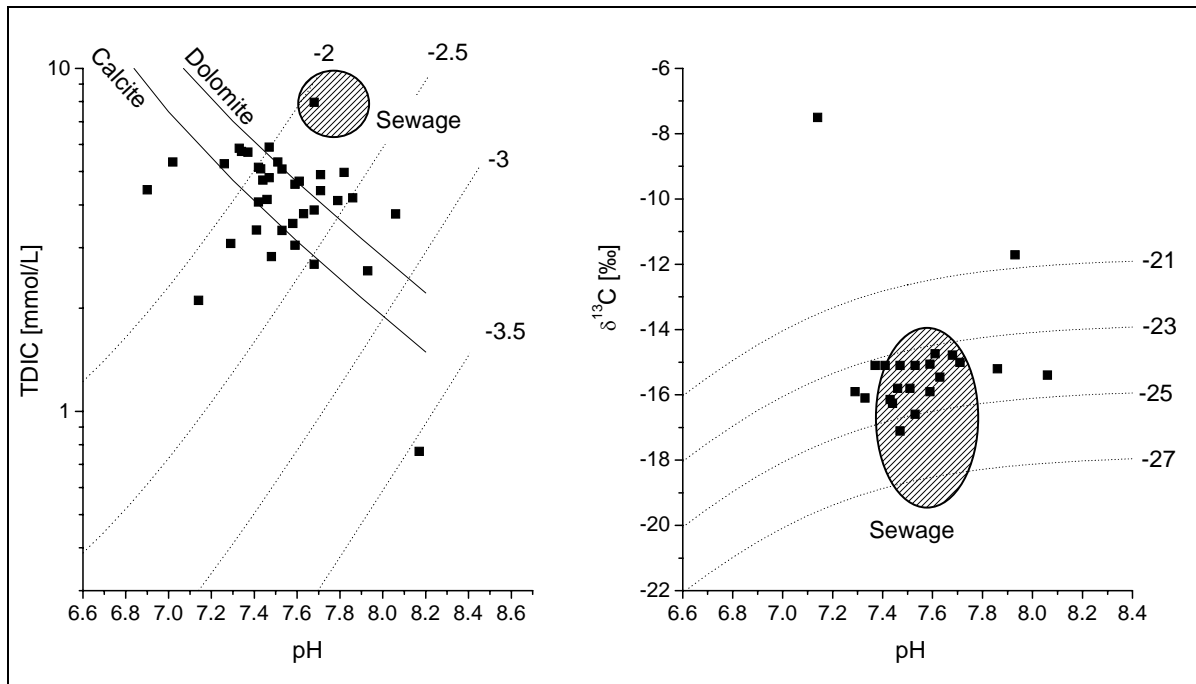 -2
-2.5
Calcite
Dolomite
10
Sewage
-3
TDIC [mmol/L]
1
-3.5
6.6 7.0 7.2 7.4 7.6 7.8 8.0 8.2 8.4 8.6
pH
-6
-8
-10
-12
-14
-16
-18
-20
-22
δ13C [‰]
-21
-23
-25
-27
Sewage
6.6 6.8 7.0 7.2 7.4 7.6 7.8 8.0 8.2 8.4
pH